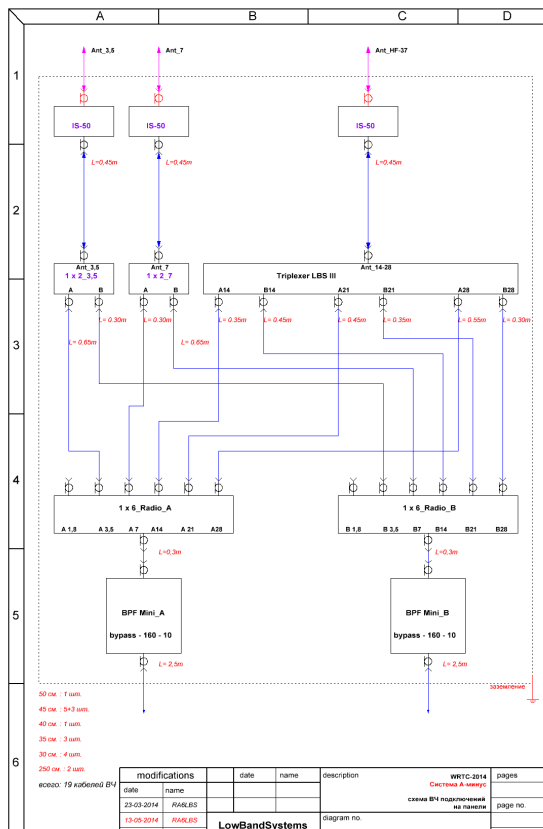 A B C D
1
Ant_3,5 Ant_7 Ant_HF-37
IS-50 IS-50 IS-50
L=0,45m L=0,45m L=0,45m
2
Ant_3,5 Ant_7 Ant_14-28
1 x 2_3,5 1 x 2_7 Triplexer LBS III
A B A B A14 B14 A21 B21 A28 B28
L= 0.30m L= 0.30m L= 0.35m L= 0.45m L= 0.45m L= 0.35m L= 0.55m L= 0.30m
3
L= 0.65m L= 0.65m
4
1 x 6_Radio_A 1 x 6_Radio_B
A 1,8 A 3,5 A 7 A14 A 21 A28 B 1,8 B 3,5 B7 B14 B21 B28
L=0,3m L=0,3m
5
BPF Mini_A BPF Mini_B
bypass - 160 - 10 bypass - 160 - 10
L= 2,5m L= 2,5m
заземление
50 см. : 1 шт.
45 см. : 5+3 шт.
40 см. : 1 шт.
35 см. : 3 шт.
30 см. : 4 шт.
250 см. : 2 шт.
всего: 19 кабелей ВЧ
6
modifications date name description WRTC-2014 pages
Система А-минус
date name
схема ВЧ подключений
на панели
23-03-2014 RA6LBS page no.
13-05-2014 RA6LBS LowBandSystems diagram no.